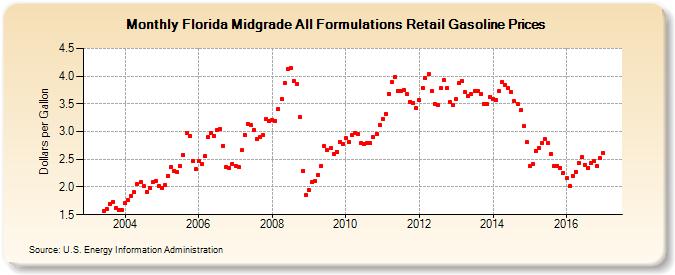 Monthly Florida Midgrade All Formulations Retail Gasoline Prices
Dollars per Gallon
4.5
4.0
3.5
3.0
2.5
2.0
1.5
2004 2006 2008 2010 2012 2014 2016
Source: U.S. Energy Information Administration